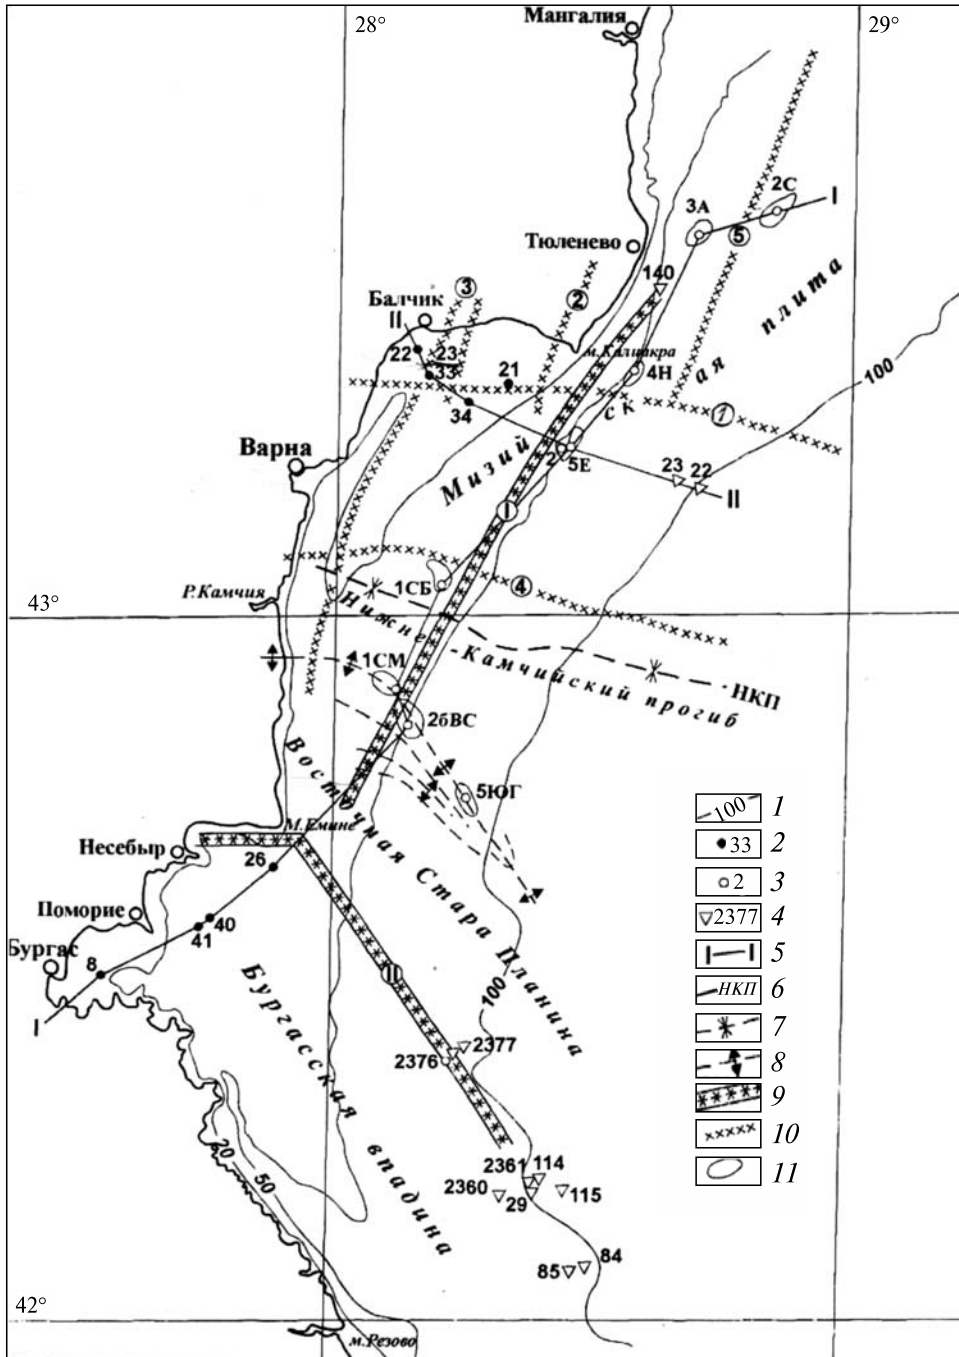 28°
Мангалия
29°
2С
I
3А
5
Тюленево
140
плита
3
2
Балчик
II
м.Калиакра
22
23
33
21
4Н
ая
100
34
ск
1
Варна
Мизий
2
5Е
23
22
II
I
1СБ
4
Р.Камчия
43°
Нижне
-Камчийский прогиб
НКП
1СМ
2бВС
5ЮГ
Восточмая Стара Планина
М.Емине
Несебыр
26
Поморие
40
41
Бургас
8
I
II
100
Бургасская впадина
2377
2376
2361
114
2360
29
115
20
50
85
84
42°
м.Резово
100 1
33 2
2 3
2377 4
I I 5
НКП 6
7
8
9
10
11